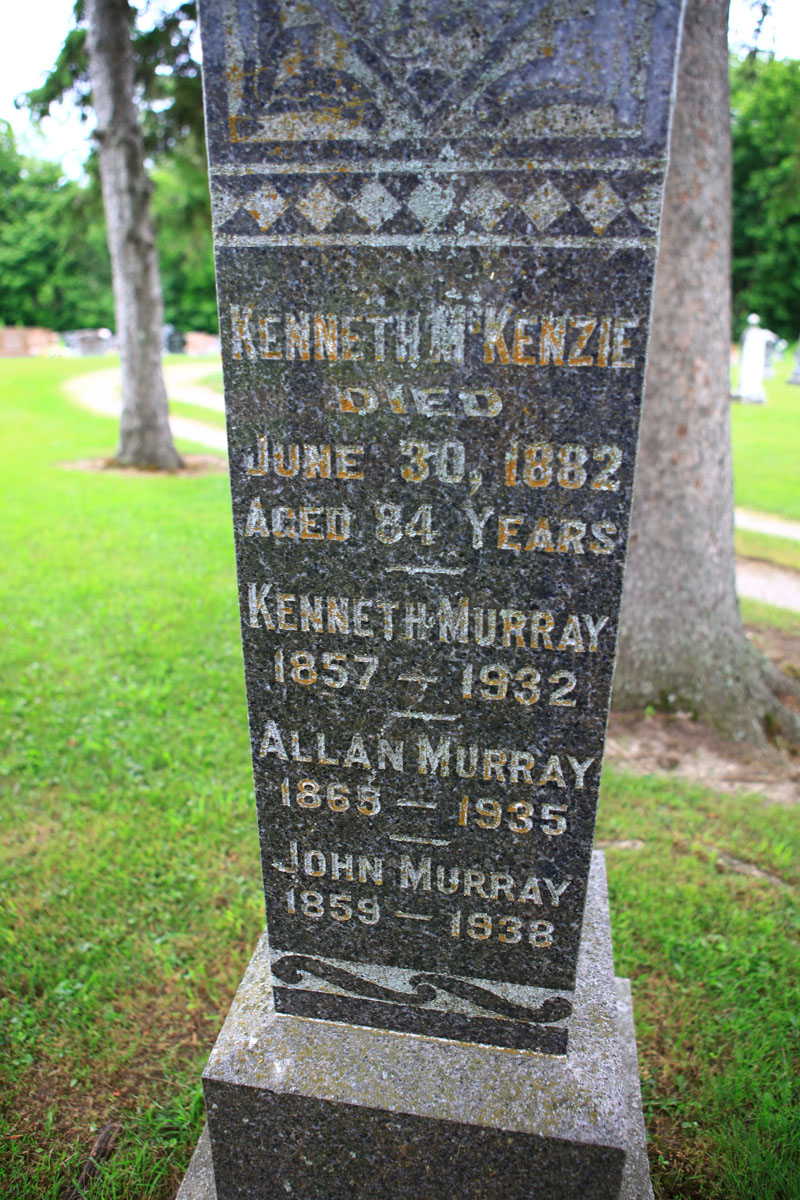 KENNETH McKENZIE
DIED
JUNE 30, 1882
AGED 84 YEARS
KENNETH MURRAY
1857 — 1932
ALLAN MURRAY
1865 — 1935
JOHN MURRAY
1859 — 1938